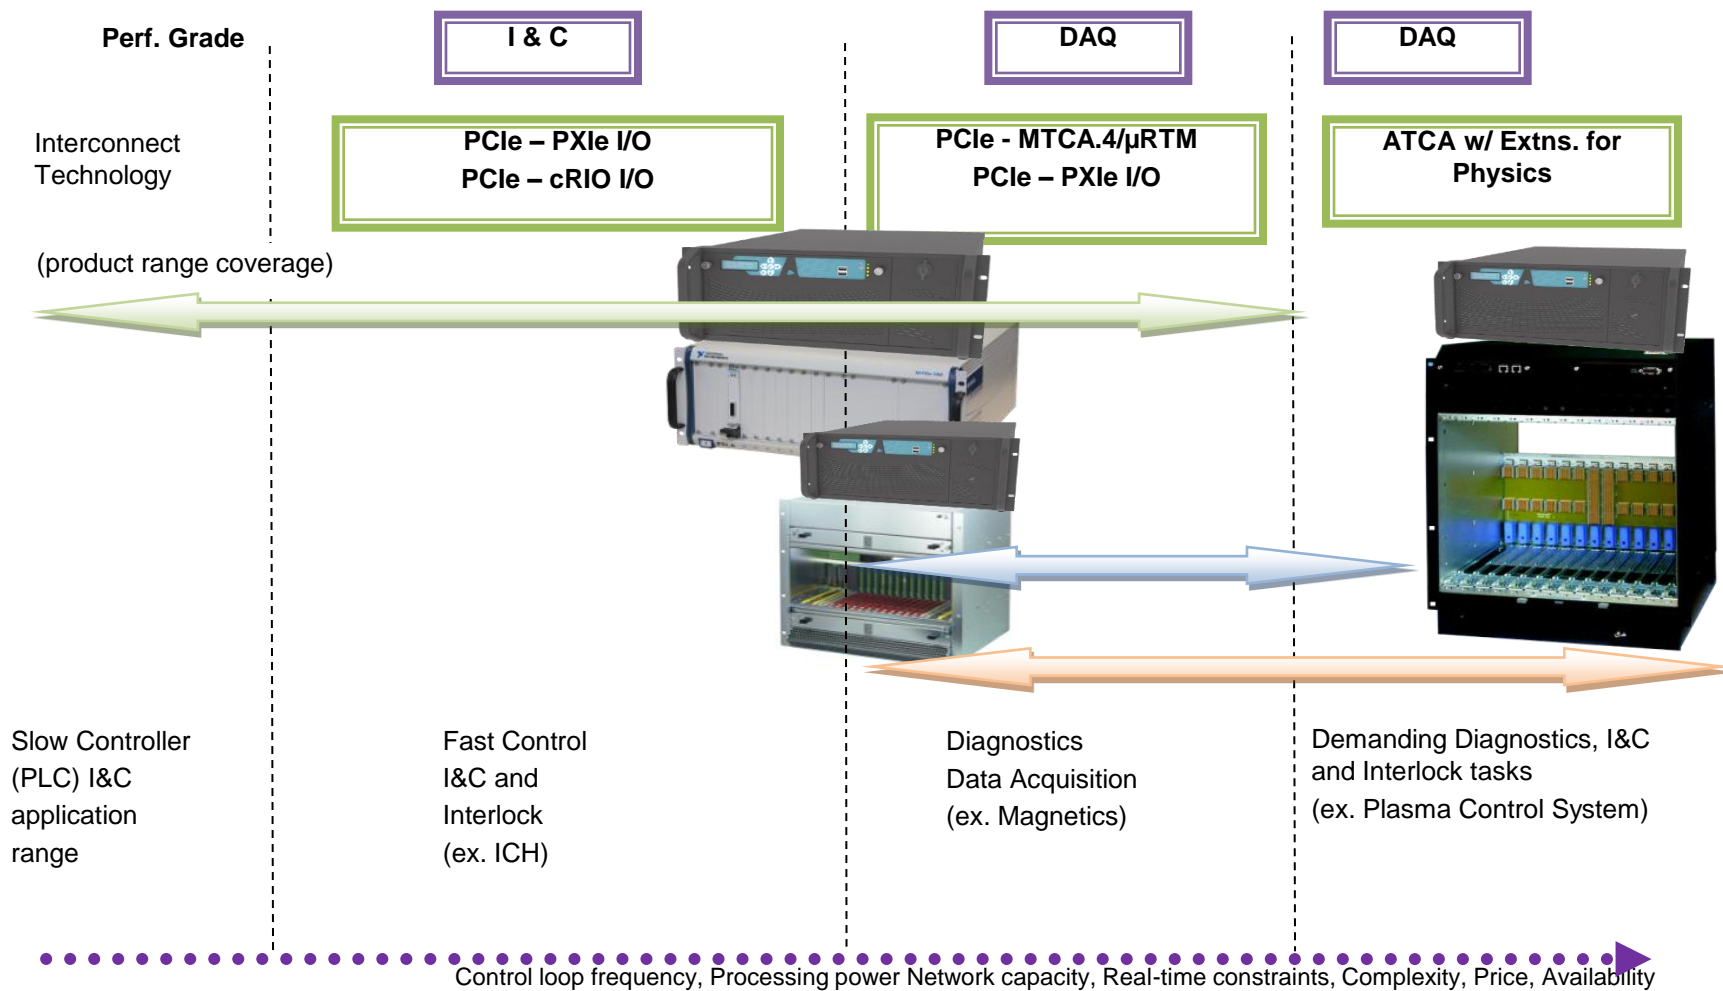 Perf. Grade
I & C
DAQ
DAQ
Interconnect
Technology
PCIe – PXIe I/O
PCIe – cRIO I/O
PCIe - MTCA.4/µRTM
PCIe – PXIe I/O
ATCA w/ Extns. for
Physics
(product range coverage)
Slow Controller
(PLC) I&C
application
range
Fast Control
I&C and
Interlock
(ex. ICH)
Diagnostics
Data Acquisition
(ex. Magnetics)
Demanding Diagnostics, I&C
and Interlock tasks
(ex. Plasma Control System)
Control loop frequency, Processing power Network capacity, Real-time constraints, Complexity, Price, Availability